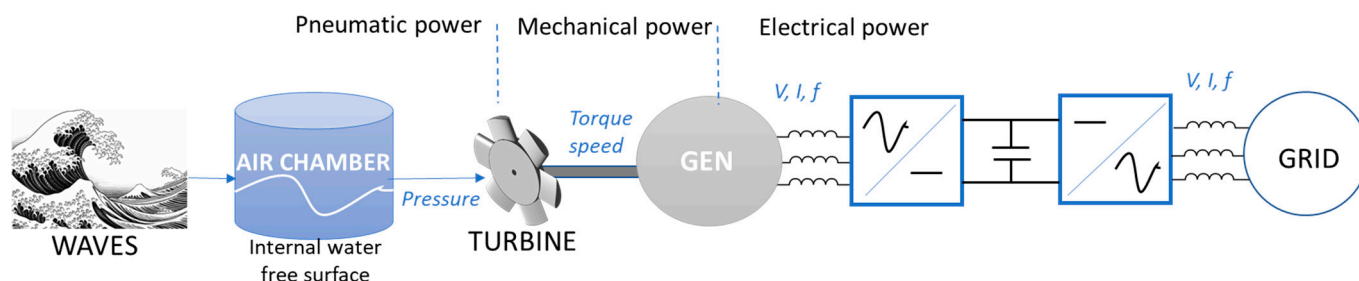 Pneumatic power
Mechanical power
Electrical power
V, I, f
V, I, f
Torque
speed
AIR CHAMBER
GEN
GRID
Pressure
WAVES
Internal water
free surface
TURBINE